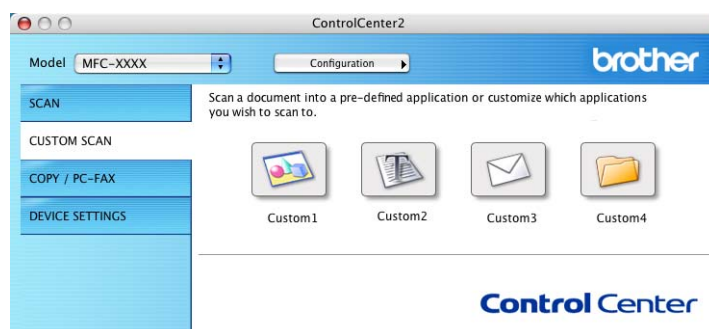 ControlCenter2
Model MFC-XXXX Configuration brother
SCAN
CUSTOM SCAN
COPY / PC-FAX
DEVICE SETTINGS
Scan a document into a pre-defined application or customize which applications
you wish to scan to.
Custom1 Custom2 Custom3 Custom4
Control Center